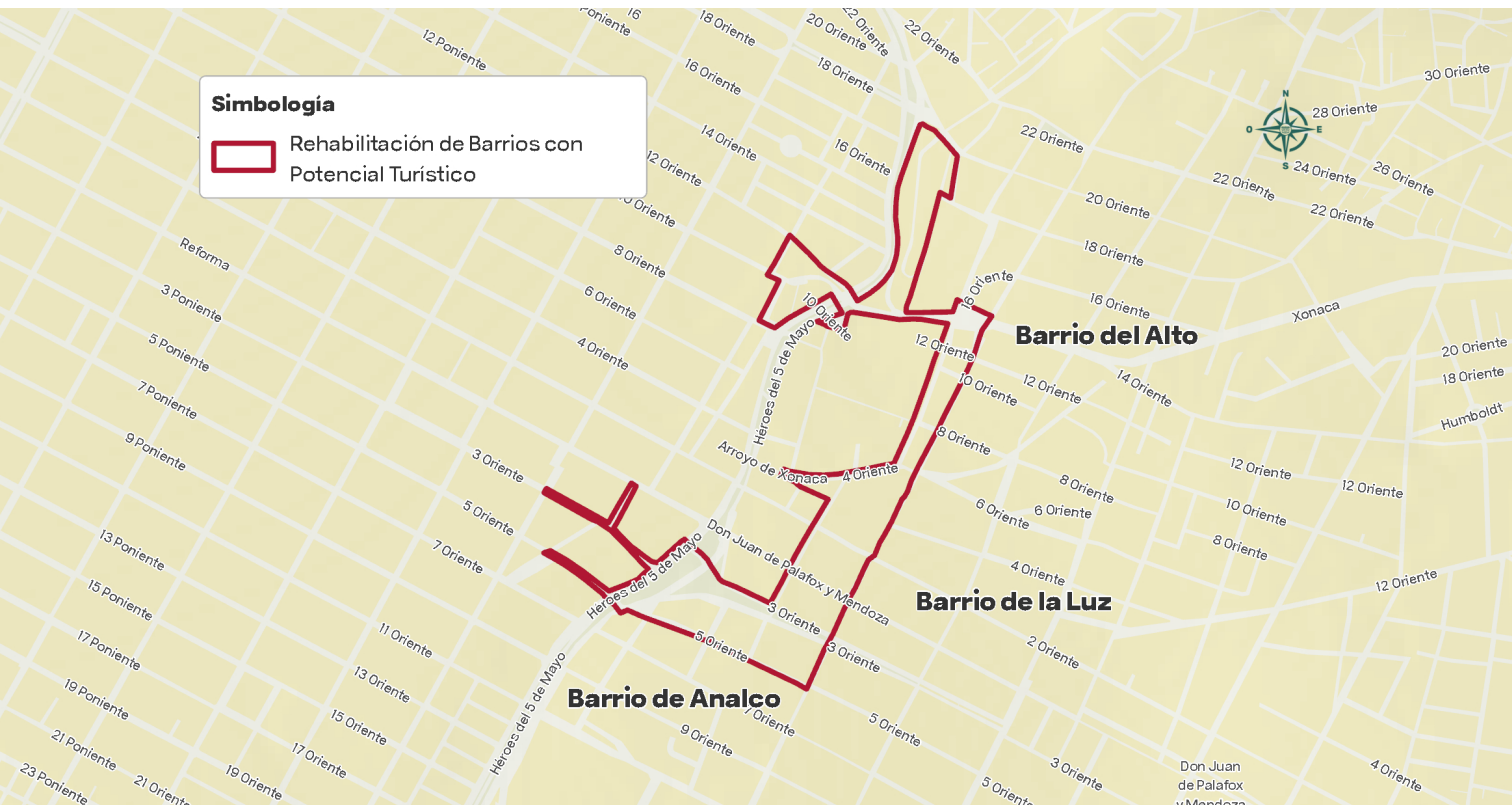 Poniente
16
18 Oriente
20 Oriente
22 Oriente
22 Oriente
12 Poniente
16 Oriente
18 Oriente
30 Oriente
Simbología
Rehabilitación de Barrios con
Potencial Turístico
N
O
E
S
28 Oriente
14 Oriente
16 Oriente
22 Oriente
12 Oriente
24 Oriente
26 Oriente
22 Oriente
22 Oriente
20 Oriente
Oriente
Reforma
8 Oriente
18 Oriente
3 Poniente
6 Oriente
10 Oriente
16 Oriente
16 Oriente
Xonaca
Barrio del Alto
5 Poniente
4 Oriente
Héroes del 5 de Mayo
12 Oriente
20 Oriente
18 Oriente
7 Poniente
10 Oriente
12 Oriente
14 Oriente
Humboldt
9 Poniente
3 Oriente
Arroyo de Xonaca
4 Oriente
8 Oriente
8 Oriente
12 Oriente
12 Oriente
5 Oriente
6 Oriente
6 Oriente
10 Oriente
13 Poniente
7 Oriente
Don Juan de Palafox y Mendoza
8 Oriente
15 Poniente
Héroes del 5 de Mayo
4 Oriente
12 Oriente
Barrio de la Luz
17 Poniente
11 Oriente
3 Oriente
5 Oriente
3 Oriente
2 Oriente
19 Poniente
13 Oriente
Héroes del 5 de Mayo
Barrio de Analco
7 Oriente
21 Poniente
15 Oriente
9 Oriente
5 Oriente
23 Poniente
21 Oriente
19 Oriente
17 Oriente
5 Oriente
3 Oriente
Don Juan
de Palafox
y Mendoza
4 Oriente